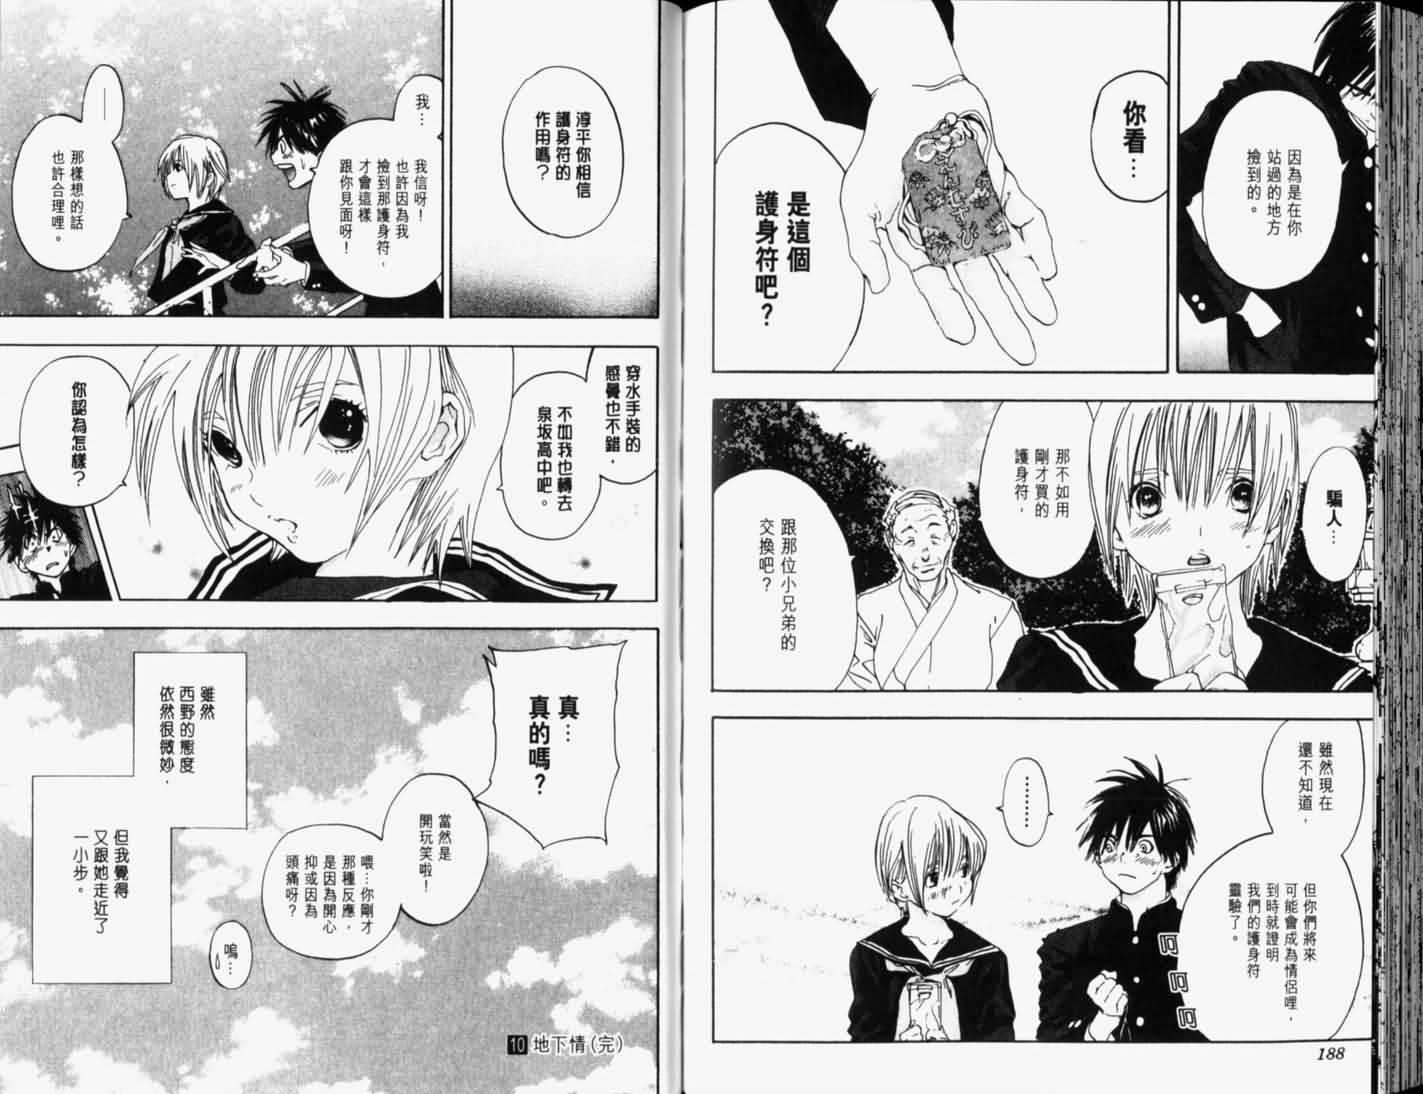 因為是在你
站過的地方
撿到的。
你看…
是這個
護身符吧？
騙人…
那不如用
剛才買的
護身符，
跟那位小兄弟的
交換吧？
雖然現在
還不知道，
但你們將來
可能會成為情侶哩，
到時就證明
我們的護身符
靈驗了。
………
呵
呵
呵
呵
188
淳平你相信
護身符的
作用嗎？
我…
我信呀！
也許因為我
撿到那護身符，
才會這樣
跟你見面呀！
——
那樣想的話
也許合理哩。
穿水手裝的
感覺也不錯，
不如我也轉去
泉坂高中吧。
你認為怎樣？
真…
真的嗎？
當然是
開玩笑啦！
喂…你剛才
那種反應，
是因為開心
抑或因為
頭痛呀？
嗚…
雖然
西野的態度
依然很微妙，
但我覺得
又跟她走近了
一小步。
10 地下情(完)